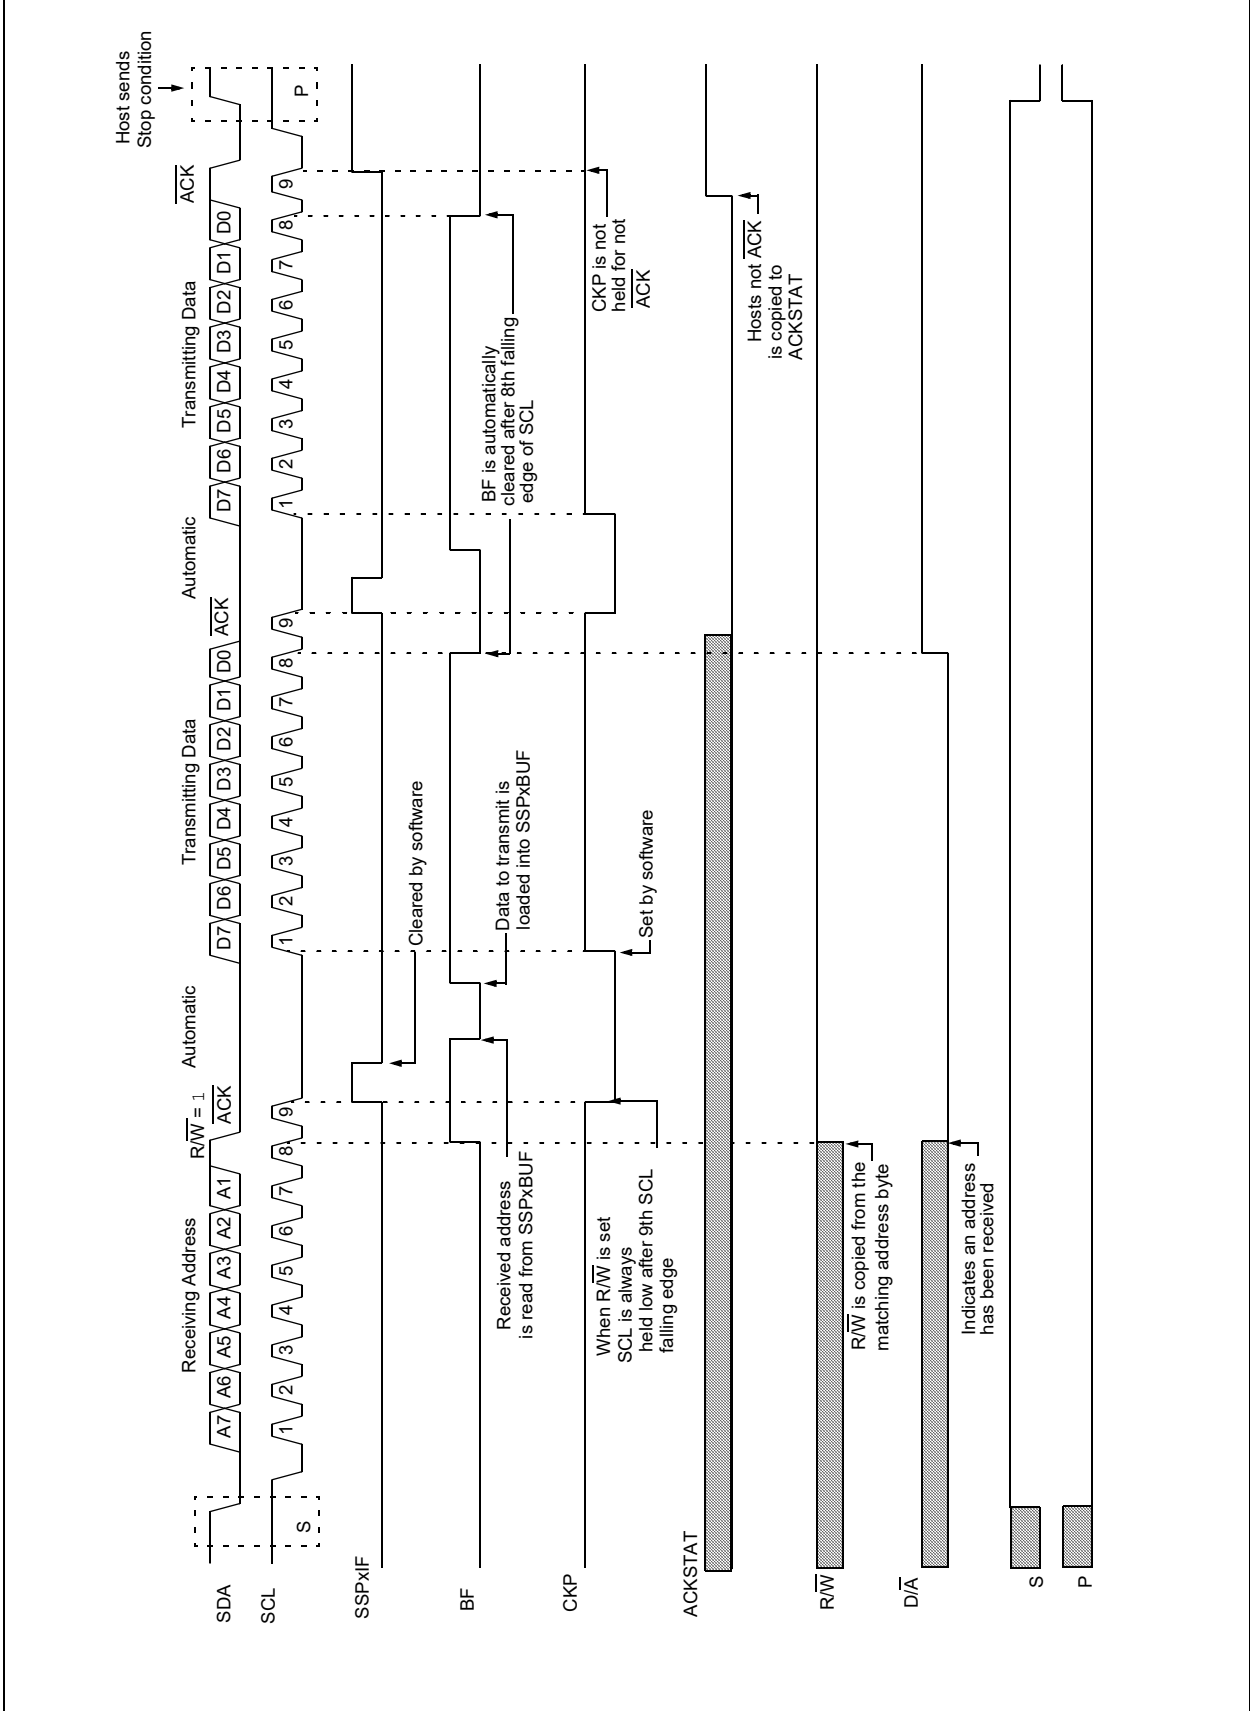 Host sends
Stop condition
Receiving Address
R/W = 1
ACK
Automatic
Transmitting Data
ACK
Automatic
Transmitting Data
ACK
SDA
A7 A6 A5 A4 A3 A2 A1
D7 D6 D5 D4 D3 D2 D1 D0
D7 D6 D5 D4 D3 D2 D1 D0
SCL
S
1 2 3 4 5 6 7 8 9
1 2 3 4 5 6 7 8 9
1 2 3 4 5 6 7 8 9
P
SSPxIF
Cleared by software
BF
Received address
is read from SSPxBUF
Data to transmit is
loaded into SSPxBUF
BF is automatically
cleared after 8th falling
edge of SCL
CKP
When R/W is set
SCL is always
held low after 9th SCL
falling edge
Set by software
CKP is not
held for not
ACK
ACKSTAT
Hosts not ACK
is copied to
ACKSTAT
R/W
R/W is copied from the
matching address byte
D/A
Indicates an address
has been received
S
P